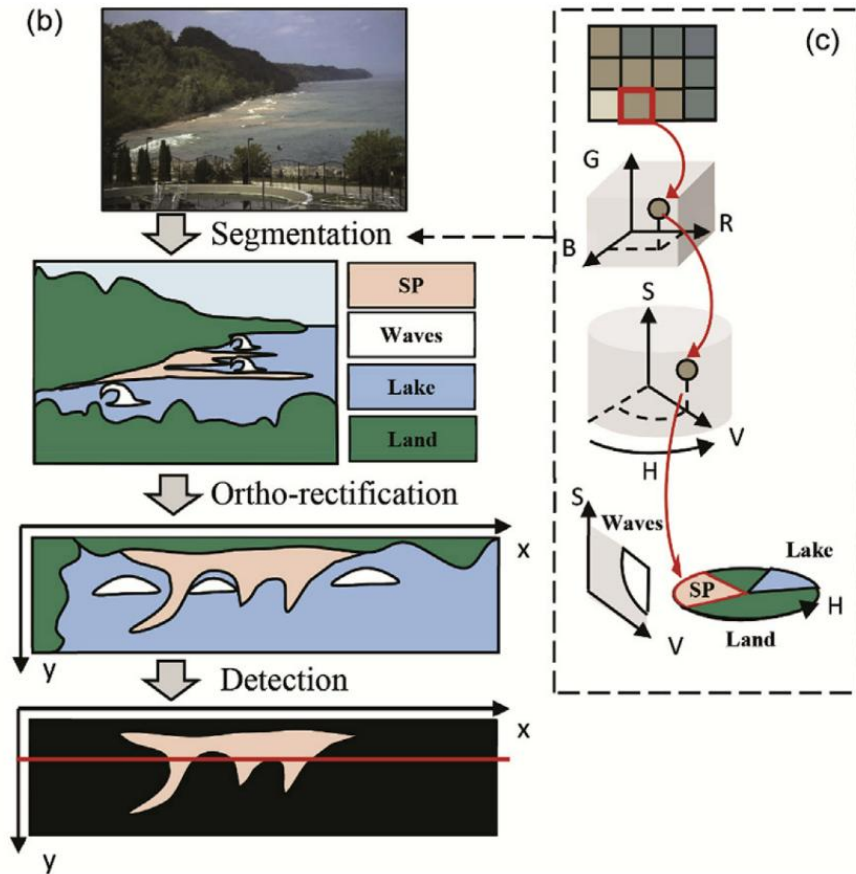 (b)
Segmentation
SP
Waves
Lake
Land
Ortho-rectification
x
y
Detection
x
y
(c)
G
R
B
S
V
H
S
Waves
Lake
SP
H
V
Land